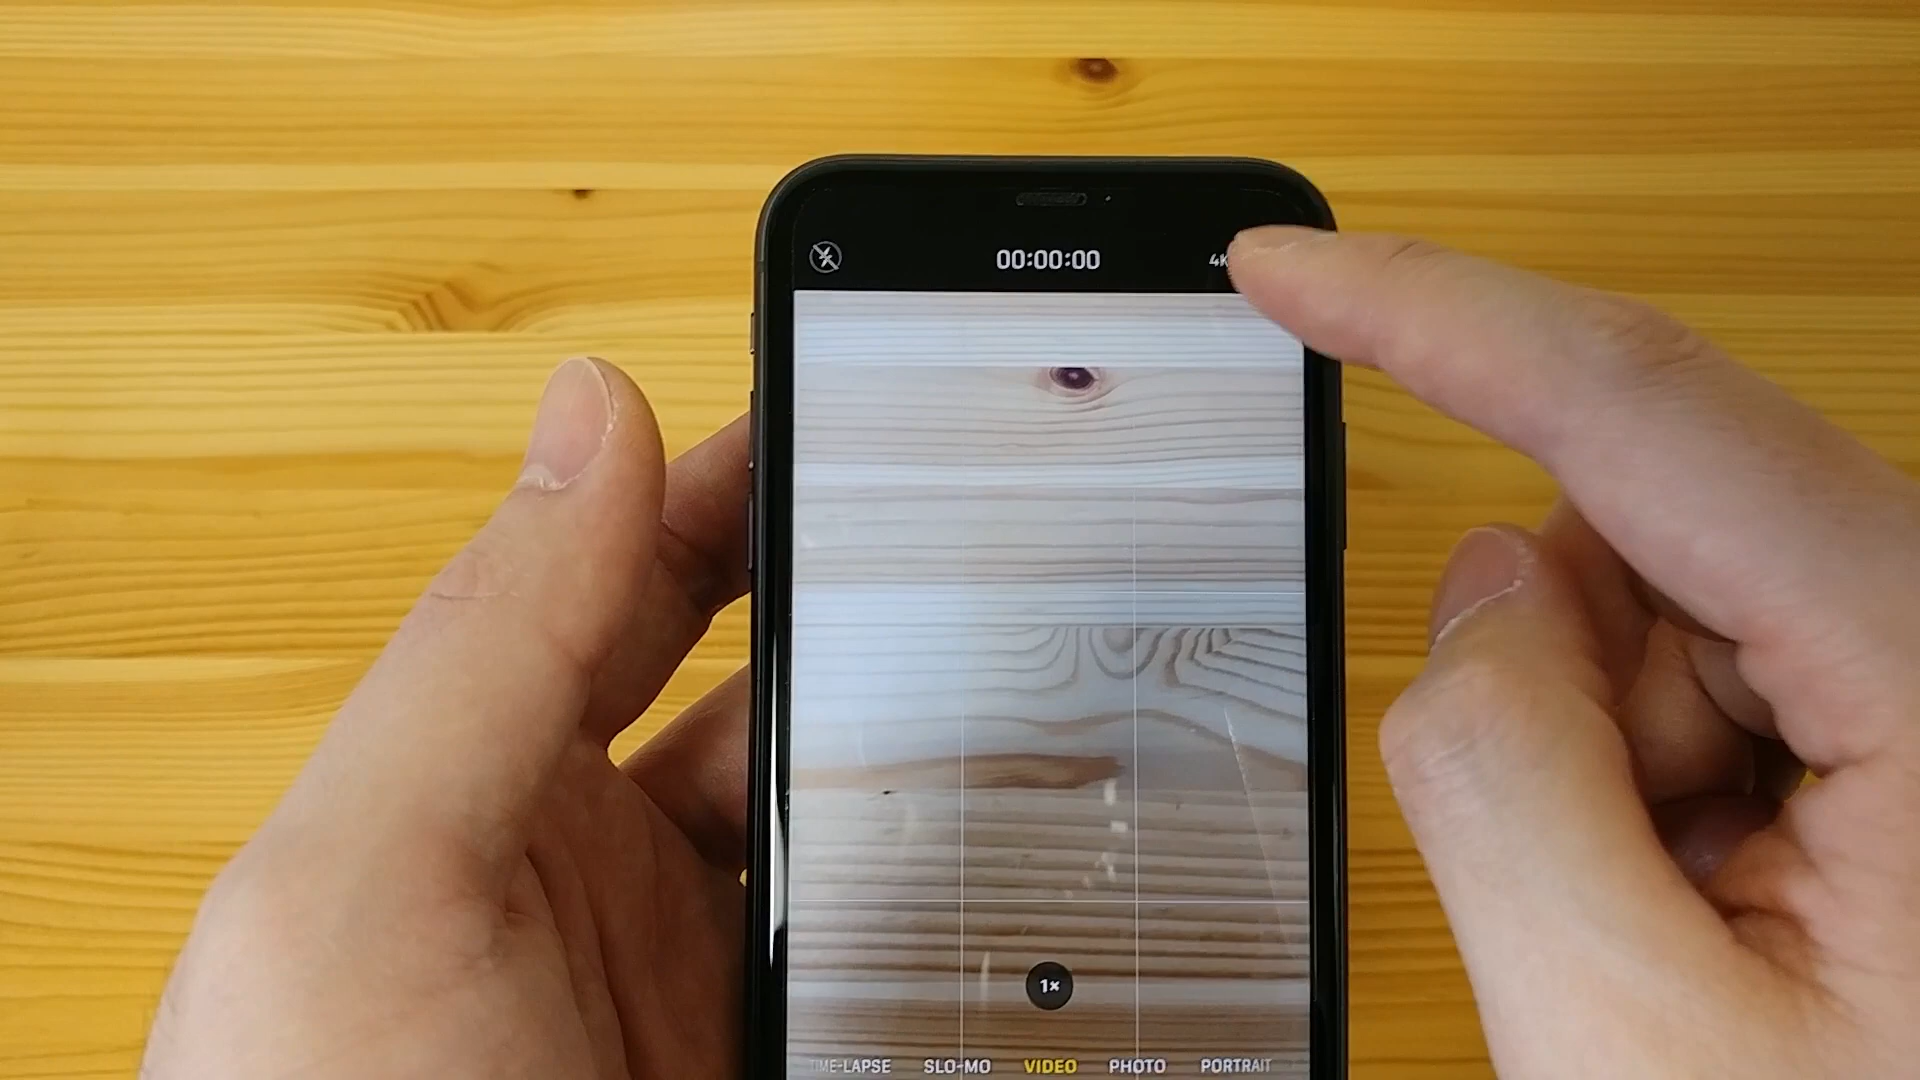 00:00:00
4K
1×
TIME-LAPSE SLO-MO VIDEO PHOTO PORTRAIT